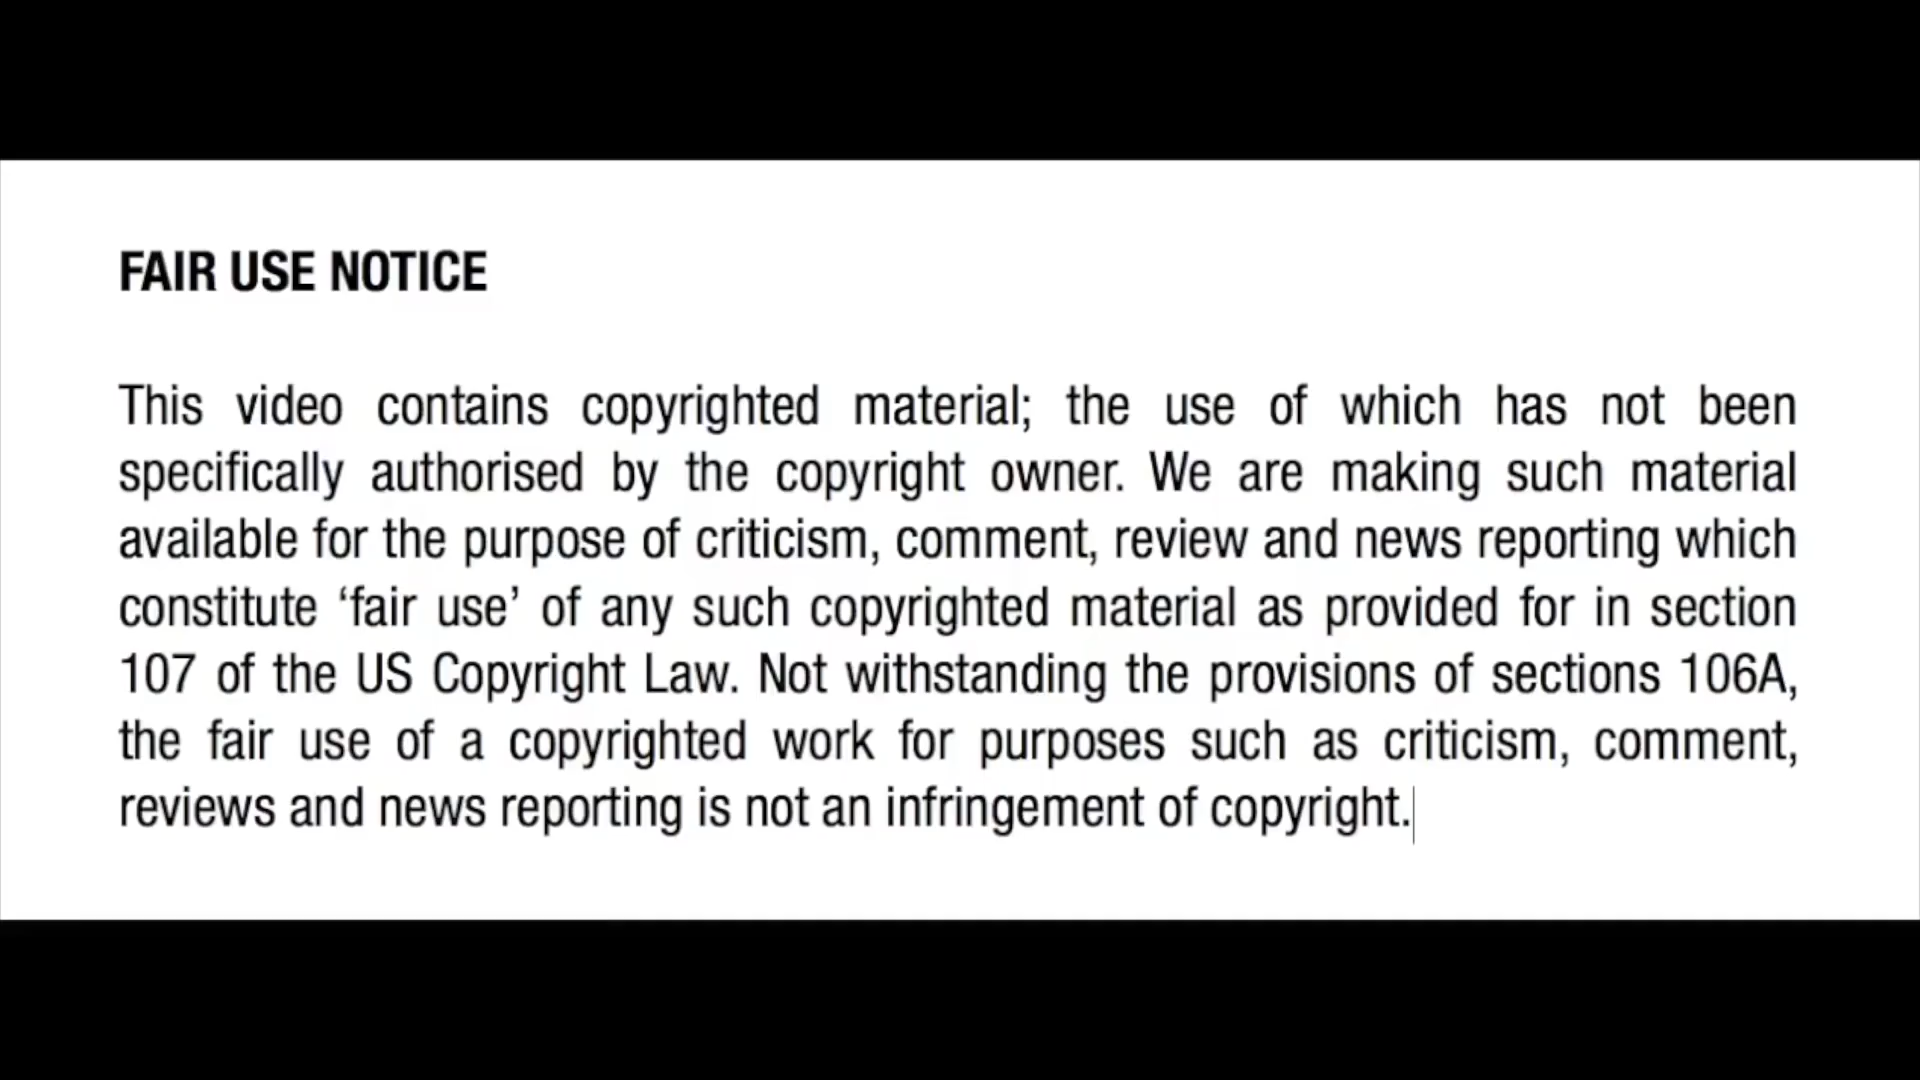 FAIR USE NOTICE
This video contains copyrighted material; the use of which has not been
specifically authorised by the copyright owner. We are making such material
available for the purpose of criticism, comment, review and news reporting which
constitute ‘fair use’ of any such copyrighted material as provided for in section
107 of the US Copyright Law. Not withstanding the provisions of sections 106A,
the fair use of a copyrighted work for purposes such as criticism, comment,
reviews and news reporting is not an infringement of copyright.